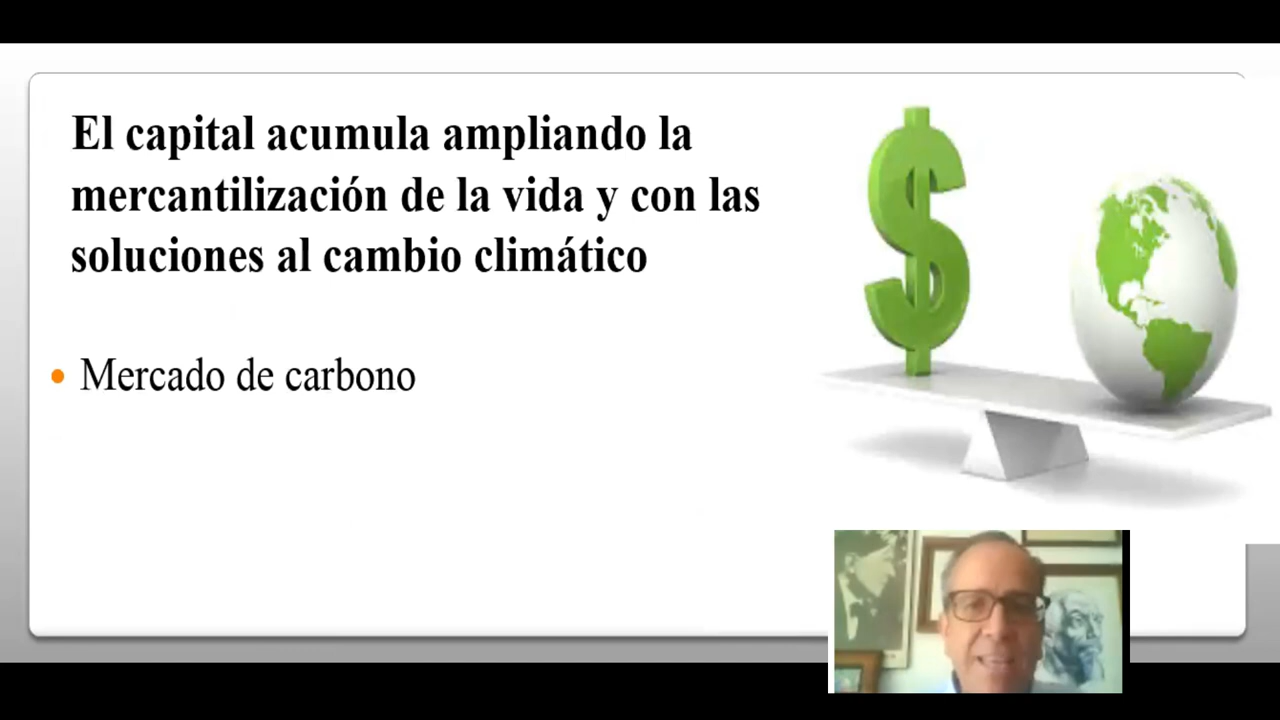 El capital acumula ampliando la
mercantilización de la vida y con las
soluciones al cambio climático
• Mercado de carbono
$